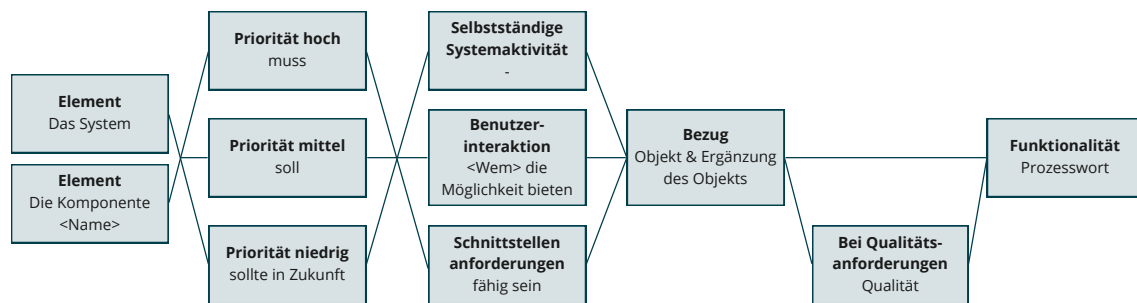 Element
Das System
Element
Die Komponente
<Name>
Priorität hoch
muss
Priorität mittel
soll
Priorität niedrig
sollte in Zukunft
Selbstständige
Systemaktivität
-
Benutzer-
interaktion
<Wem> die
Möglichkeit bieten
Schnittstellen
anforderungen
fähig sein
Bezug
Objekt & Ergänzung
des Objekts
Bei Qualitäts-
anforderungen
Qualität
Funktionalität
Prozesswort